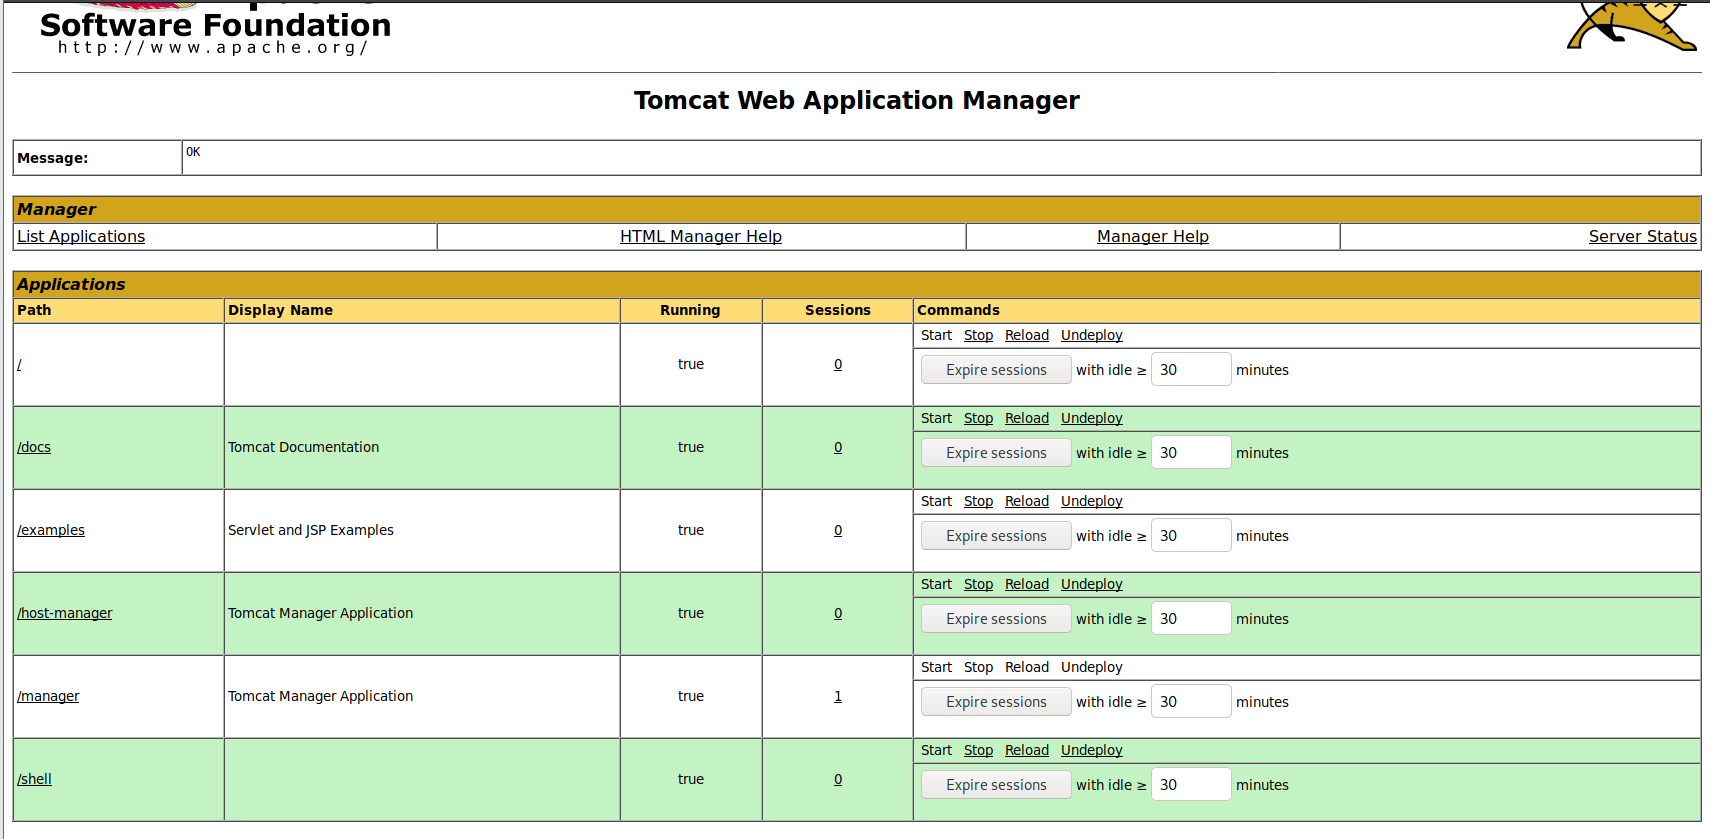 Software Foundation
http://www.apache.org/
Tomcat Web Application Manager
Message: OK
Manager
List Applications HTML Manager Help Manager Help Server Status
Applications
Path Display Name Running Sessions Commands
Start Stop Reload Undeploy
/ true 0
Expire sessions with idle ≥ 30 minutes
Start Stop Reload Undeploy
/docs Tomcat Documentation true 0
Expire sessions with idle ≥ 30 minutes
Start Stop Reload Undeploy
/examples Servlet and JSP Examples true 0
Expire sessions with idle ≥ 30 minutes
Start Stop Reload Undeploy
/host-manager Tomcat Manager Application true 0
Expire sessions with idle ≥ 30 minutes
Start Stop Reload Undeploy
/manager Tomcat Manager Application true 1
Expire sessions with idle ≥ 30 minutes
Start Stop Reload Undeploy
/shell true 0
Expire sessions with idle ≥ 30 minutes